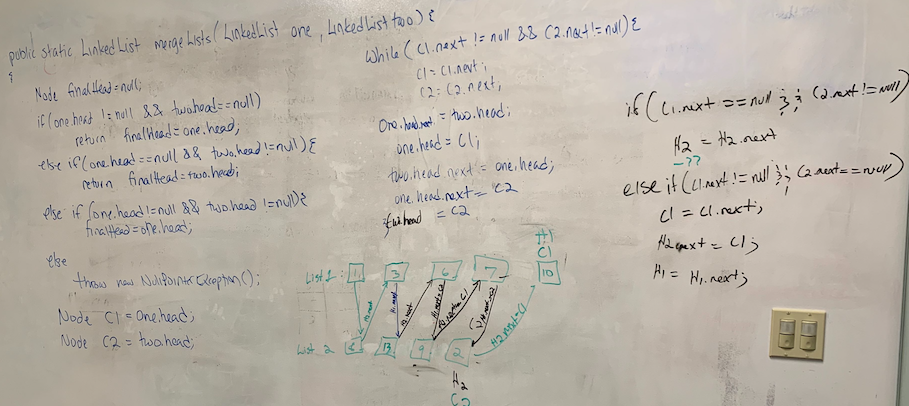 public static LinkedList mergeLists(LinkedList one, LinkedList two) {
{
Node finalHead=null;
if(one.head != null && two.head==null)
return finalHead=one.head;
else if(one.head==null && two.head !=null){
return finalHead=two.head;
else if (one.head!=null && two.head !=null){
finalHead=one.head;
else
throw new NullPointerException();
Node C1 = one.head;
Node C2 = two.head;
while( C1.next != null && C2.next!=null){
C1 = C1.next;
C2 = C2.next;
one.head.next = two.head;
one.head = C1;
two.head.next = one.head;
one.head.next = C2
two.head = C2
if( C1.next == null && C2.next != null)
H2 = H2.next
-??
else if(C1.next != null && C2.next==null)
C1 = C1.next;
H2.next = C1;
H1 = H1.next;
H1
C1
List 1 : 1 3 6 7 10
H1.next
H2.next=C1
List 2 13 9 2
H2
C2